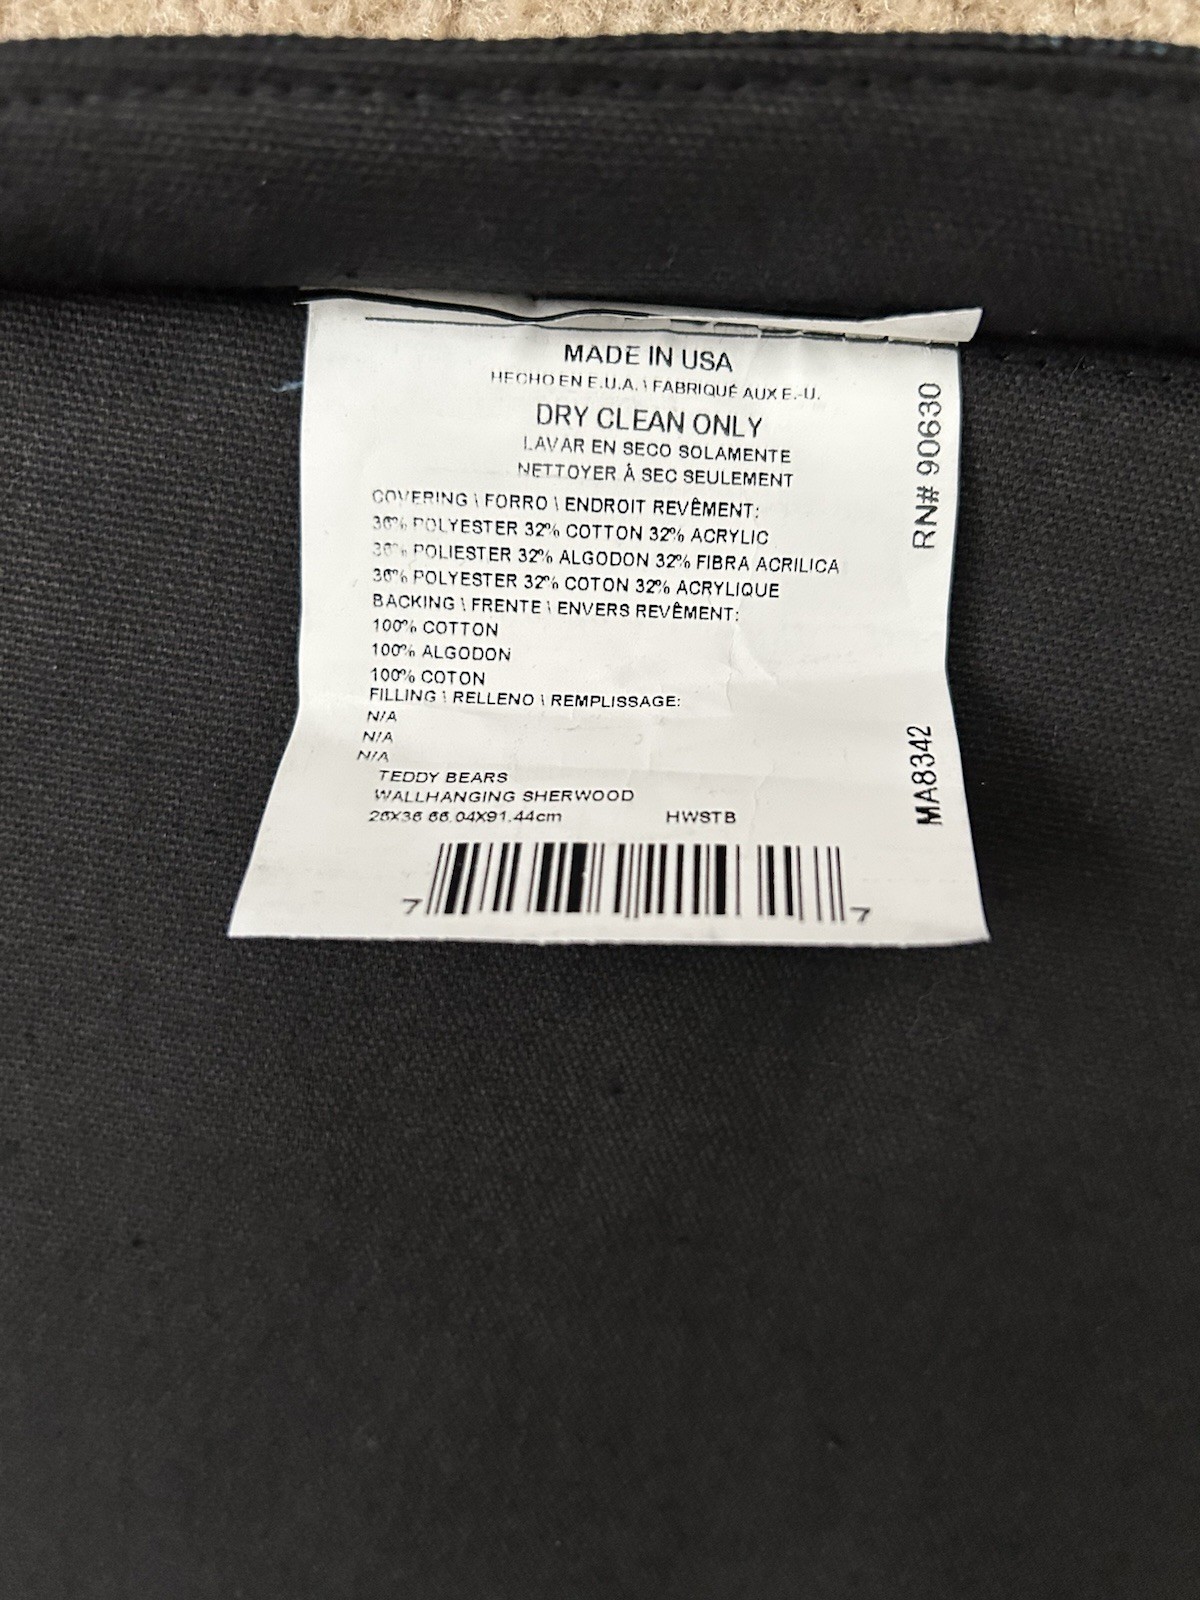 MADE IN USA
HECHO EN E.U.A. \ FABRIQUÉ AUX E.-U.
DRY CLEAN ONLY
LAVAR EN SECO SOLAMENTE
NETTOYER À SEC SEULEMENT
COVERING \ FORRO \ ENDROIT REVÊMENT:
36% POLYESTER 32% COTTON 32% ACRYLIC
36% POLIESTER 32% ALGODON 32% FIBRA ACRILICA
36% POLYESTER 32% COTON 32% ACRYLIQUE
BACKING \ FRENTE \ ENVERS REVÊMENT:
100% COTTON
100% ALGODON
100% COTON
FILLING \ RELLENO \ REMPLISSAGE:
N/A
N/A
N/A
TEDDY BEARS
WALLHANGING SHERWOOD
26X36 66.04X91.44cm HWSTB
7 7
RN# 90630
MA8342